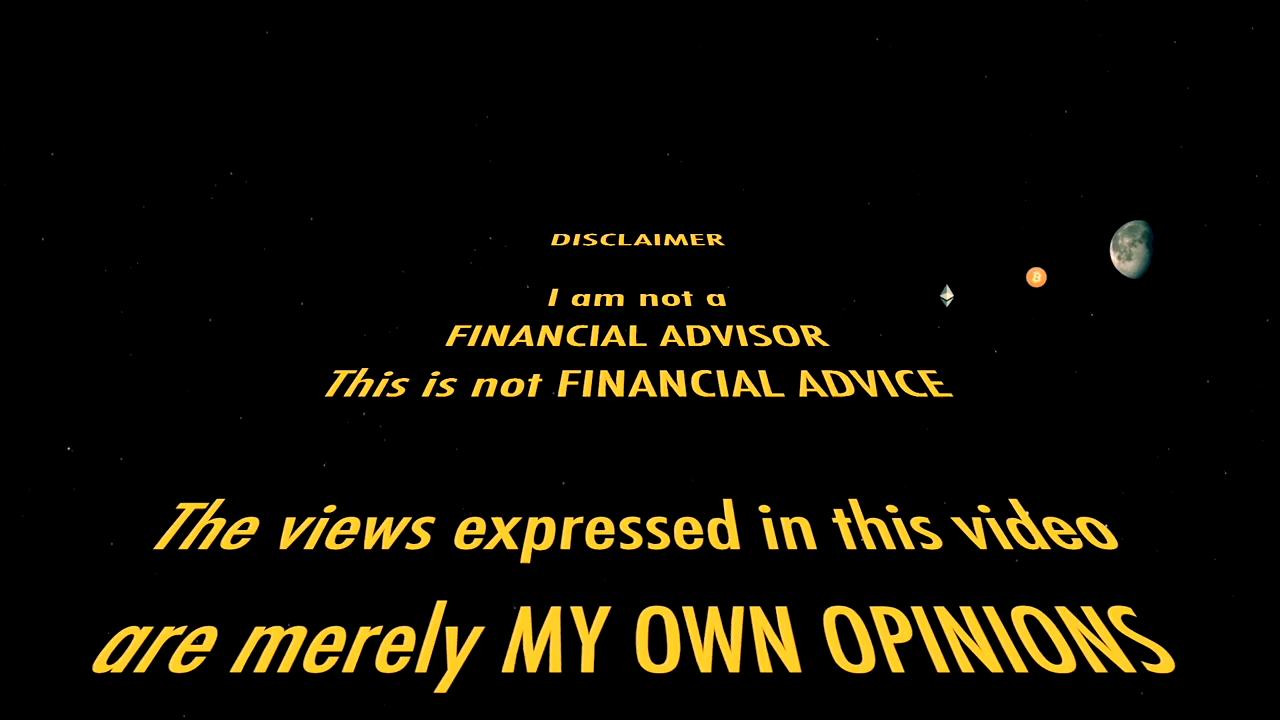 DISCLAIMER
I am not a
FINANCIAL ADVISOR
This is not FINANCIAL ADVICE
The views expressed in this video
are merely MY OWN OPINIONS